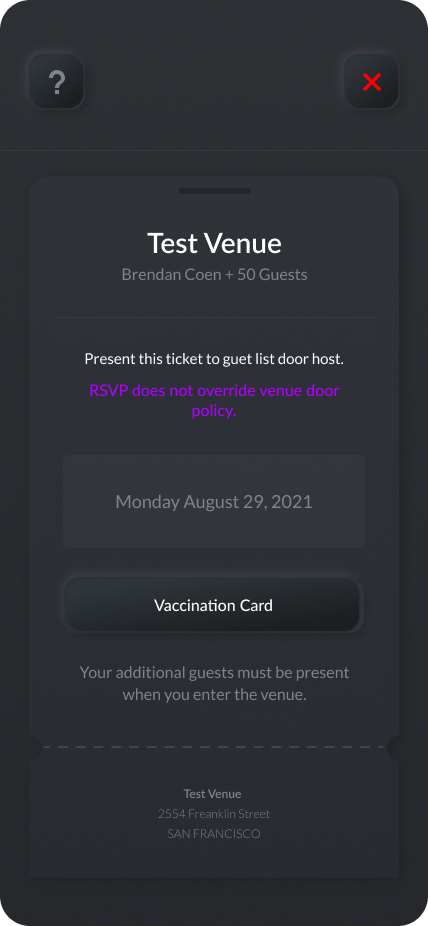 ?
Test Venue
Brendan Coen + 50 Guests
Present this ticket to guet list door host.
RSVP does not override venue door
policy.
Monday August 29, 2021
Vaccination Card
Your additional guests must be present
when you enter the venue.
Test Venue
2554 Freanklin Street
SAN FRANCISCO